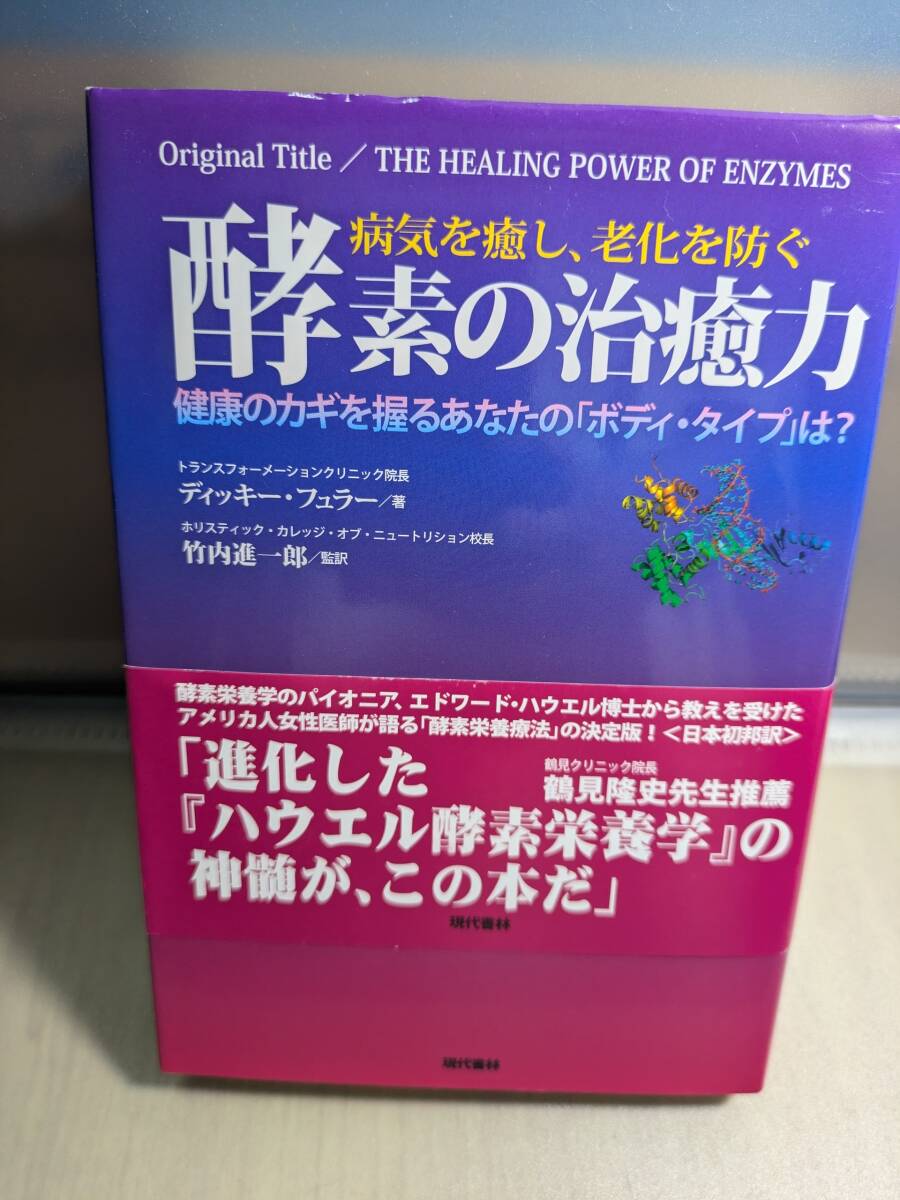 Original Title／THE HEALING POWER OF ENZYMES
病気を癒し、老化を防ぐ
酵素の治癒力
健康のカギを握るあなたの「ボディ・タイプ」は?
トランスフォーメーションクリニック院長
ディッキー・フュラー／著
ホリスティック・カレッジ・オブ・ニュートリション校長
竹内進一郎／監訳
酵素栄養学のパイオニア、エドワード・ハウエル博士から教えを受けた
アメリカ人女性医師が語る「酵素栄養療法」の決定版!＜日本初邦訳＞
鶴見クリニック院長
鶴見隆史先生推薦
「進化した
『ハウエル酵素栄養学』の
神髄が、この本だ」
現代書林
現代書林